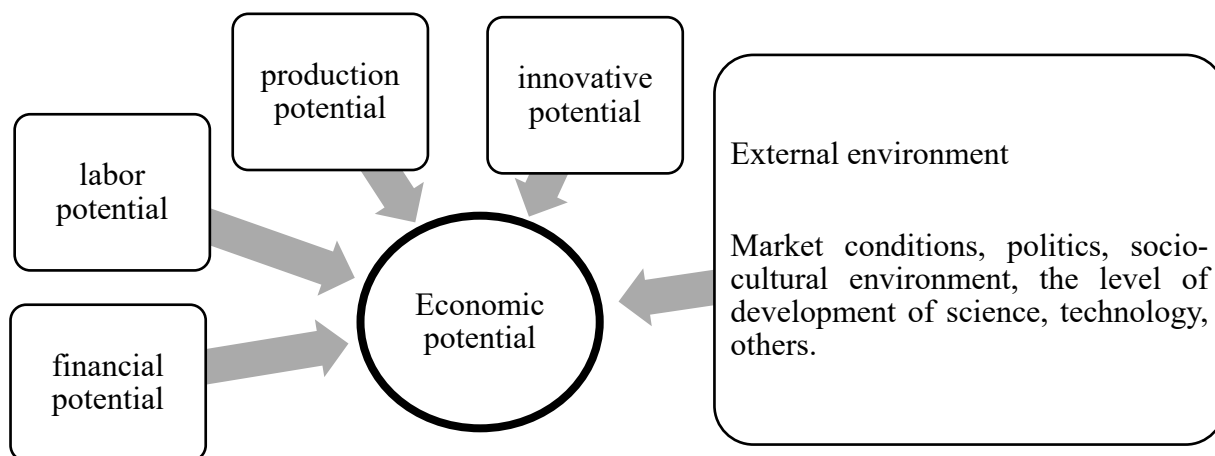 production
potential
innovative
potential
labor
potential
financial
potential
Economic
potential
External environment
Market conditions, politics, socio-
cultural environment, the level of
development of science, technology,
others.